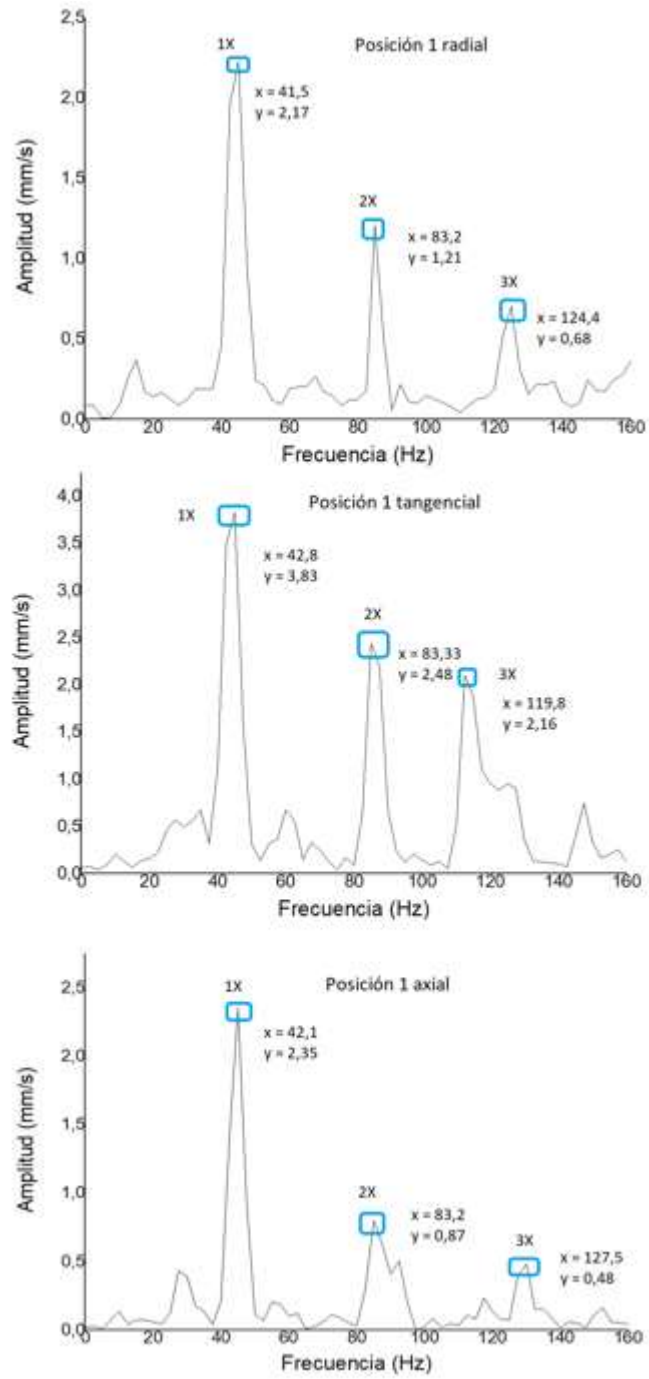 2,5
2,0
1,5
1,0
0,5
0,0
Amplitud (mm/s)
Posición 1 radial
1X
x = 41,5
y = 2,17
2X
x = 83,2
y = 1,21
3X
x = 124,4
y = 0,68
0 20 40 60 80 100 120 140 160
Frecuencia (Hz)
4,0
3,5
3,0
2,5
2,0
1,5
1,0
0,5
0,0
Amplitud (mm/s)
Posición 1 tangencial
1X
x = 42,8
y = 3,83
2X
x = 83,33
y = 2,48
3X
x = 119,8
y = 2,16
0 20 40 60 80 100 120 140 160
Frecuencia (Hz)
2,5
2,0
1,5
1,0
0,5
0,0
Amplitud (mm/s)
Posición 1 axial
1X
x = 42,1
y = 2,35
2X
x = 83,2
y = 0,87
3X
x = 127,5
y = 0,48
0 20 40 60 80 100 120 140 160
Frecuencia (Hz)